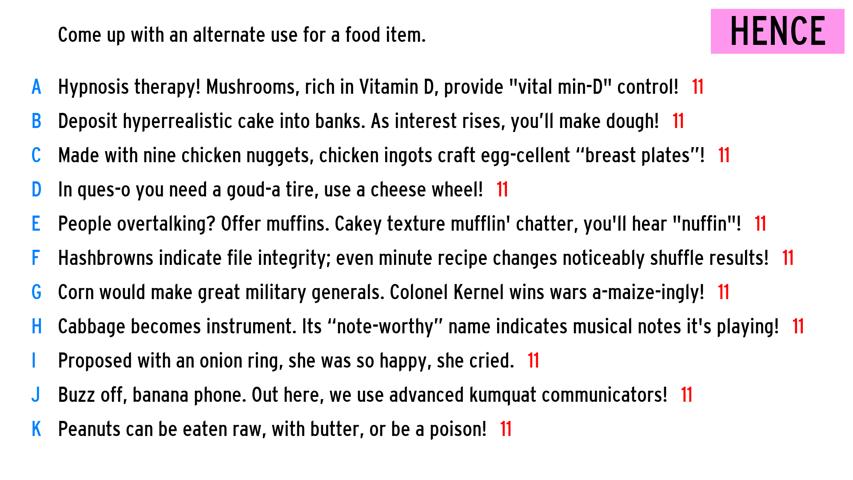 Come up with an alternate use for a food item.
HENCE
A Hypnosis therapy! Mushrooms, rich in Vitamin D, provide "vital min-D" control! 11
B Deposit hyperrealistic cake into banks. As interest rises, you’ll make dough! 11
C Made with nine chicken nuggets, chicken ingots craft egg-cellent “breast plates”! 11
D In ques-o you need a goud-a tire, use a cheese wheel! 11
E People overtalking? Offer muffins. Cakey texture mufflin' chatter, you'll hear "nuffin"! 11
F Hashbrowns indicate file integrity; even minute recipe changes noticeably shuffle results! 11
G Corn would make great military generals. Colonel Kernel wins wars a-maize-ingly! 11
H Cabbage becomes instrument. Its “note-worthy” name indicates musical notes it's playing! 11
I Proposed with an onion ring, she was so happy, she cried. 11
J Buzz off, banana phone. Out here, we use advanced kumquat communicators! 11
K Peanuts can be eaten raw, with butter, or be a poison! 11